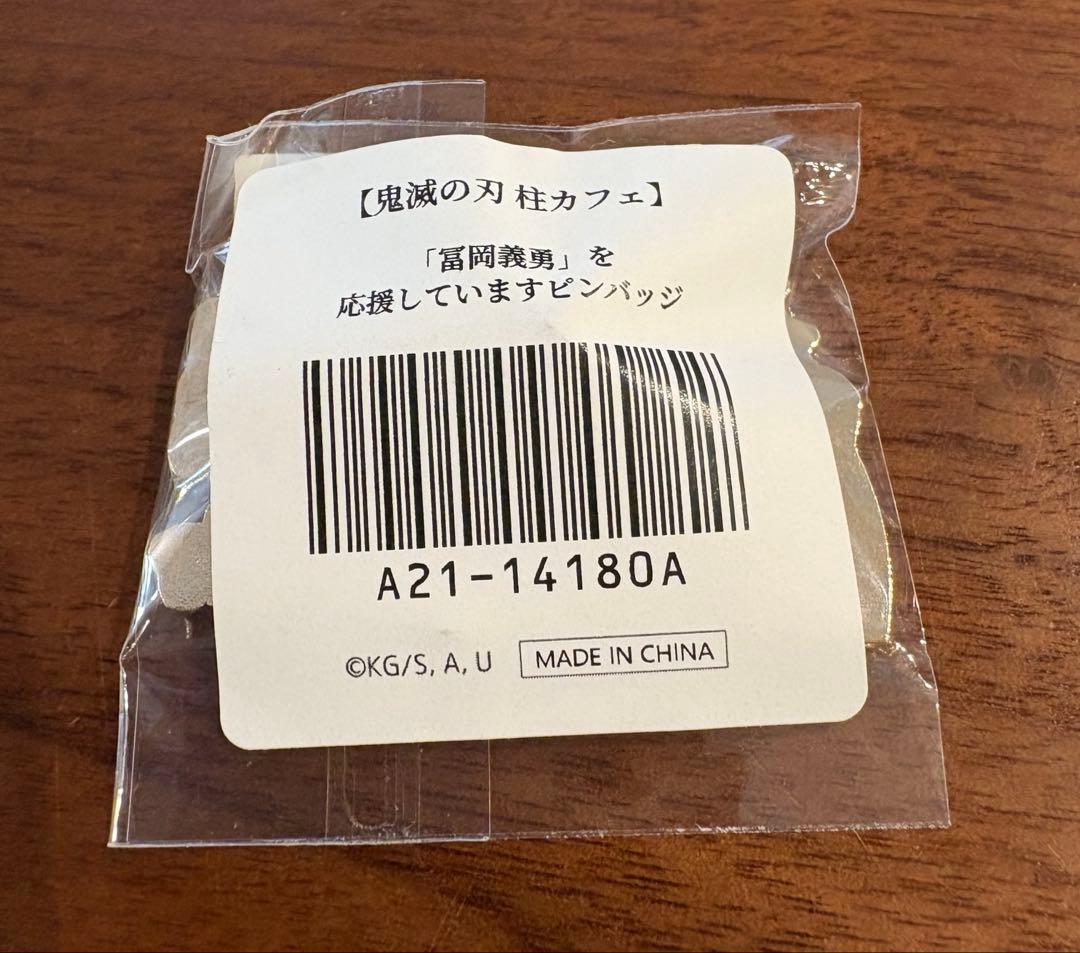 【鬼滅の刃 柱カフェ】
「冨岡義勇」を
応援していますピンバッジ
A21-14180A
©KG/S, A, U
MADE IN CHINA